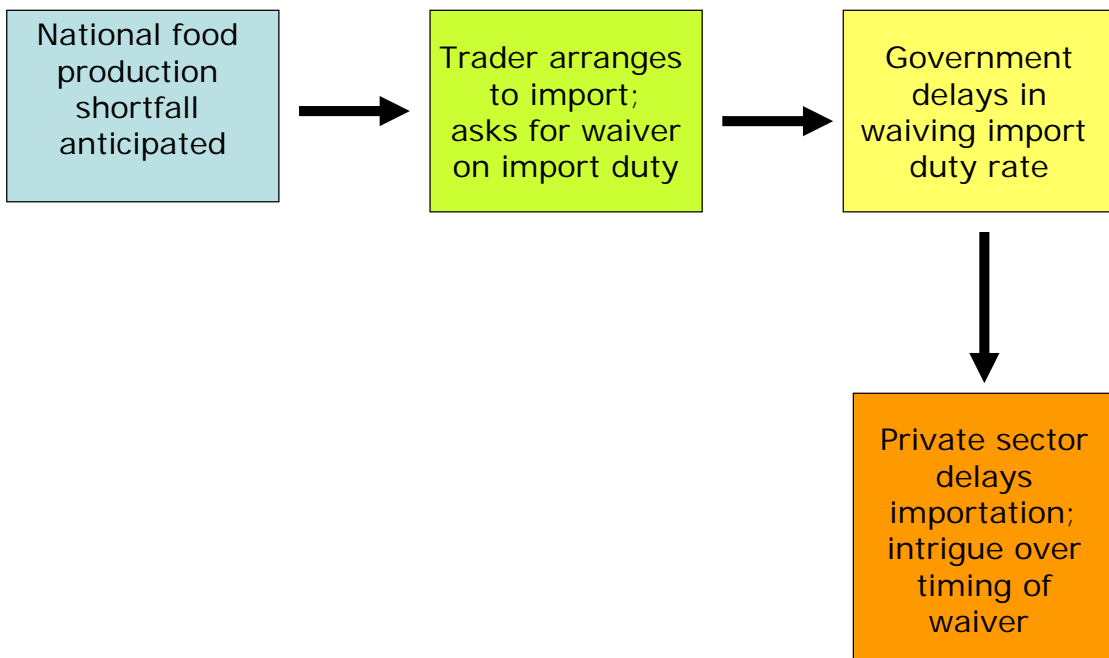 National food
production
shortfall
anticipated
Trader arranges
to import;
asks for waiver
on import duty
Government
delays in
waiving import
duty rate
Private sector
delays
importation;
intrigue over
timing of
waiver